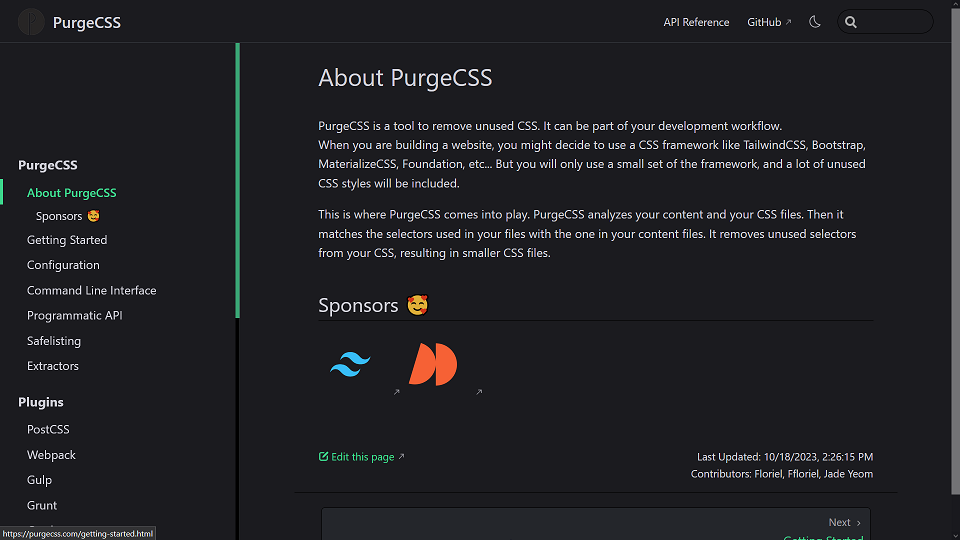 PurgeCSS
API Reference
GitHub
PurgeCSS
About PurgeCSS
Sponsors 🥰
Getting Started
Configuration
Command Line Interface
Programmatic API
Safelisting
Extractors
Plugins
PostCSS
Webpack
Gulp
Grunt
https://purgecss.com/getting-started.html
About PurgeCSS
PurgeCSS is a tool to remove unused CSS. It can be part of your development workflow.
When you are building a website, you might decide to use a CSS framework like TailwindCSS, Bootstrap,
MaterializeCSS, Foundation, etc... But you will only use a small set of the framework, and a lot of unused
CSS styles will be included.
This is where PurgeCSS comes into play. PurgeCSS analyzes your content and your CSS files. Then it
matches the selectors used in your files with the one in your content files. It removes unused selectors
from your CSS, resulting in smaller CSS files.
Sponsors 🥰
Edit this page
Last Updated: 10/18/2023, 2:26:15 PM
Contributors: Floriel, Ffloriel, Jade Yeom
Next
Getting Started